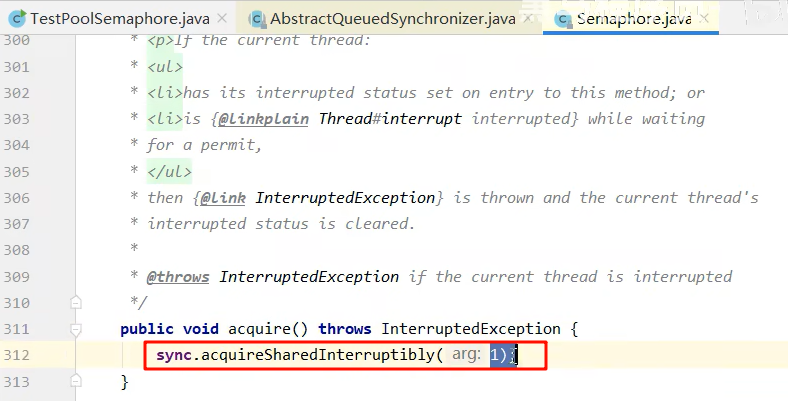 TestPoolSemaphore.java × AbstractQueuedSynchronizer.java × Semaphore.java ×
300 * <p>If the current thread:
301 * <ul>
302 * <li>has its interrupted status set on entry to this method; or
303 * <li>is {@linkplain Thread#interrupt interrupted} while waiting
304 * for a permit,
305 * </ul>
306 * then {@link InterruptedException} is thrown and the current thread's
307 * interrupted status is cleared.
308 *
309 * @throws InterruptedException if the current thread is interrupted
310 */
311 public void acquire() throws InterruptedException {
312 sync.acquireSharedInterruptibly( arg: 1);
313 }